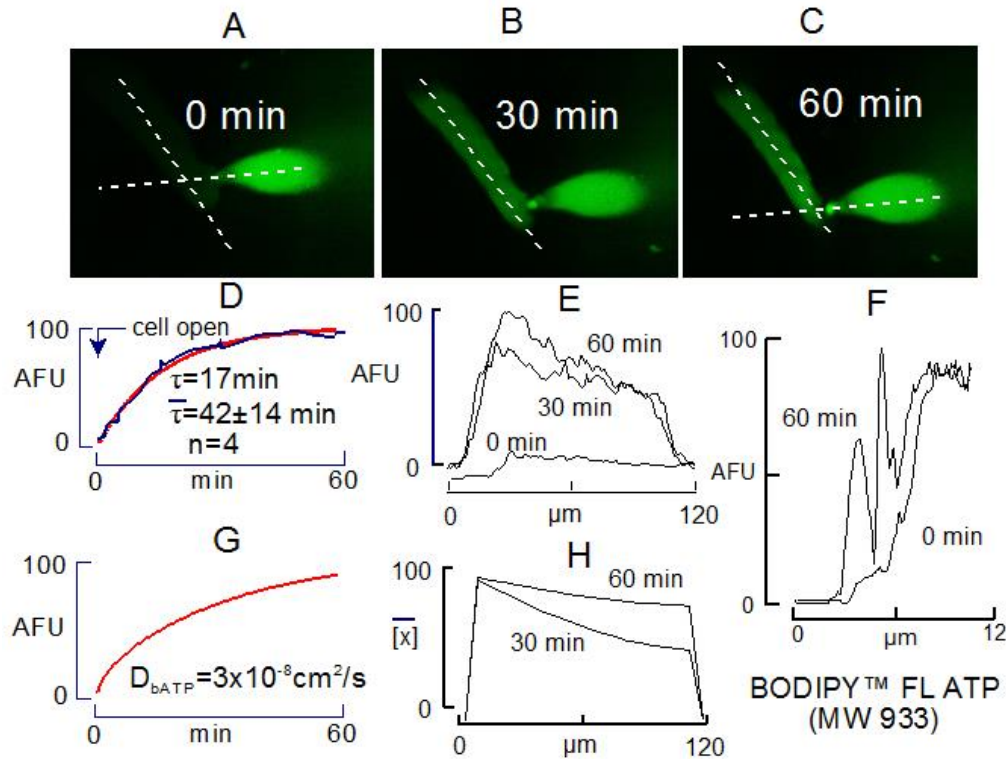 A
B
C
0 min
30 min
60 min
D
E
F
100
cell open
AFU
τ=17min
τ̅=42±14 min
n=4
0
0
min
60
100
AFU
60 min
30 min
0 min
0
0
µm
120
100
60 min
AFU
0 min
0
0
µm
12
G
100
AFU
D_bATP=3x10⁻⁸cm²/s
0
0
min
60
H
100
60 min
[x]
30 min
0
0
µm
120
BODIPY™ FL ATP
(MW 933)